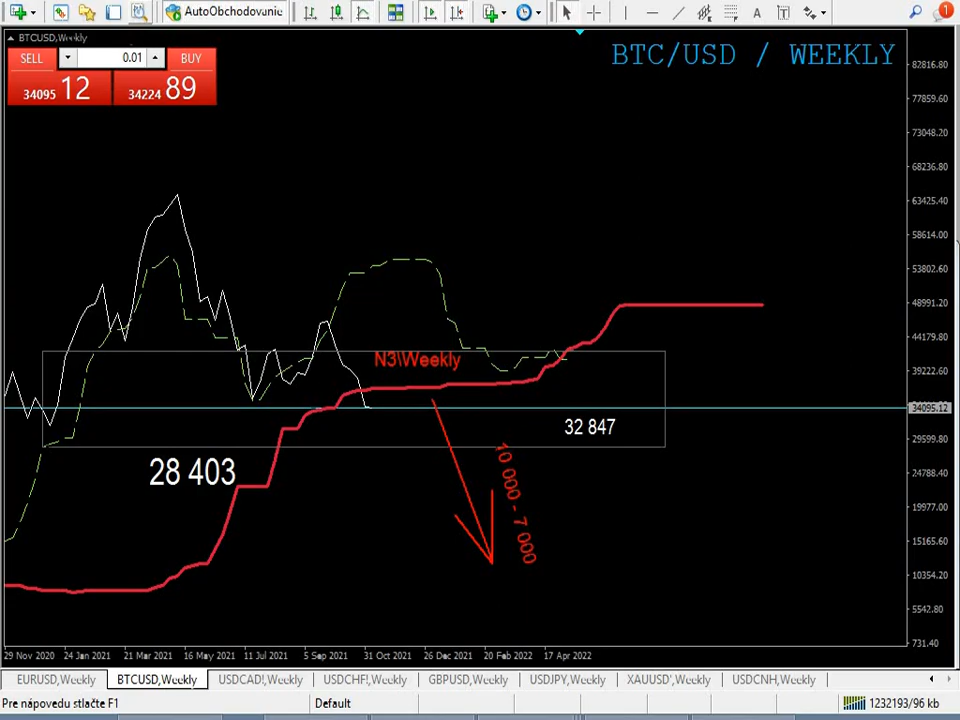 AutoObchodovanie
1
BTCUSD,Weekly
SELL
0.01
BUY
34095 12
34224 89
BTC/USD / WEEKLY
82816.80
77859.60
73048.20
68236.80
63425.40
58614.00
53802.60
48991.20
44179.80
39222.60
34095.12
29599.80
24788.40
19977.00
15165.60
10354.20
5542.80
731.40
N3\Weekly
32 847
28 403
10 000 - 7 000
29 Nov 2020
24 Jan 2021
21 Mar 2021
16 May 2021
11 Jul 2021
5 Sep 2021
31 Oct 2021
26 Dec 2021
20 Feb 2022
17 Apr 2022
EURUSD,Weekly
BTCUSD,Weekly
USDCAD!,Weekly
USDCHF!,Weekly
GBPUSD,Weekly
USDJPY,Weekly
XAUUSD',Weekly
USDCNH,Weekly
Pre nápovedu stlačte F1
Default
1232193/96 kb